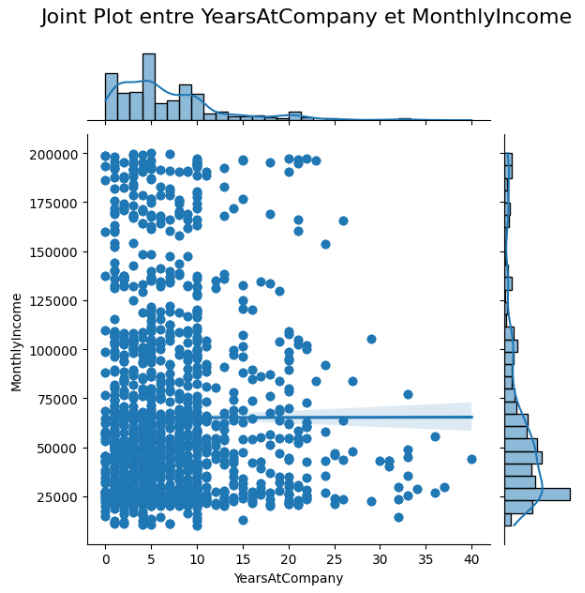 Joint Plot entre YearsAtCompany et MonthlyIncome
200000
175000
150000
125000
100000
75000
50000
25000
MonthlyIncome
0 5 10 15 20 25 30 35 40
YearsAtCompany